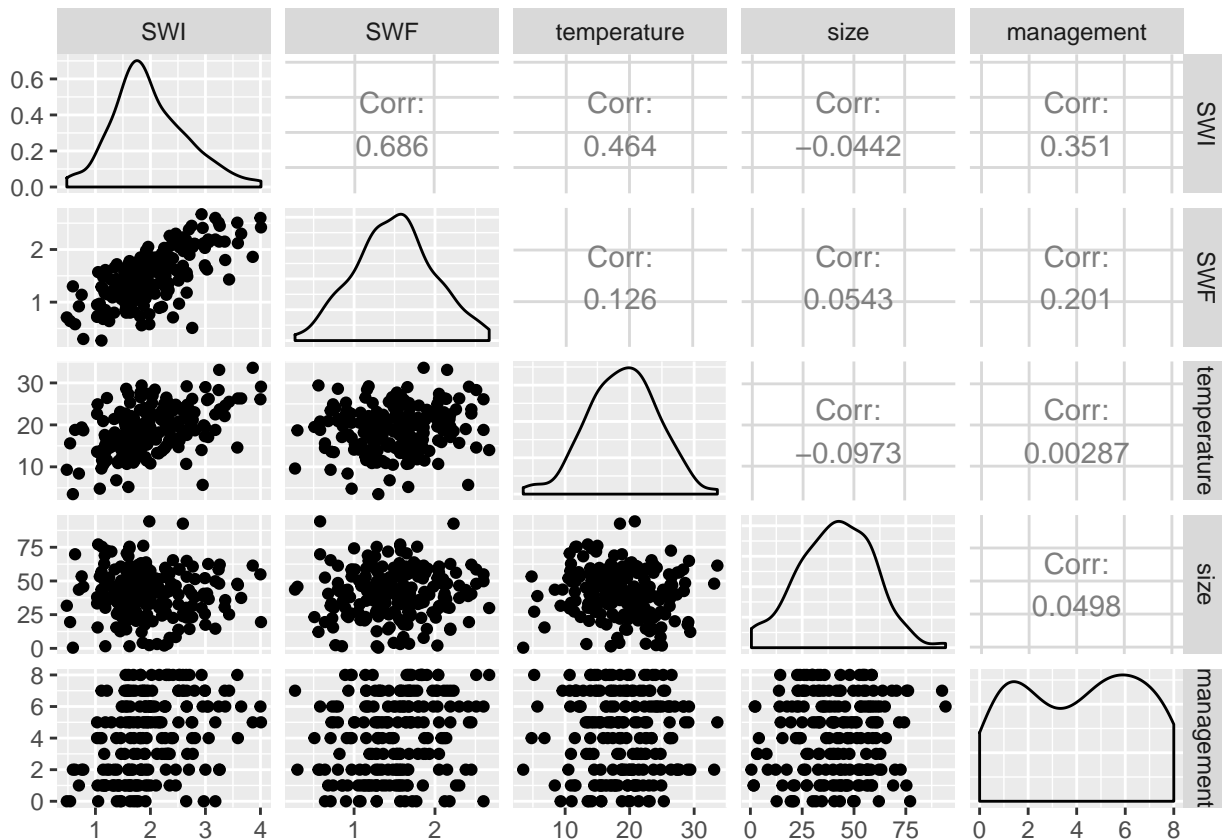 SWI SWF temperature size management
0.6
0.4
0.2
0.0
Corr:
0.686
Corr:
0.464
Corr:
−0.0442
Corr:
0.351
SWI
2
1
Corr:
0.126
Corr:
0.0543
Corr:
0.201
SWF
30
20
10
Corr:
−0.0973
Corr:
0.00287
temperature
75
50
25
0
Corr:
0.0498
size
8
6
4
2
0
management
1 2 3 4 1 2 10 20 30 0 25 50 75 0 2 4 6 8